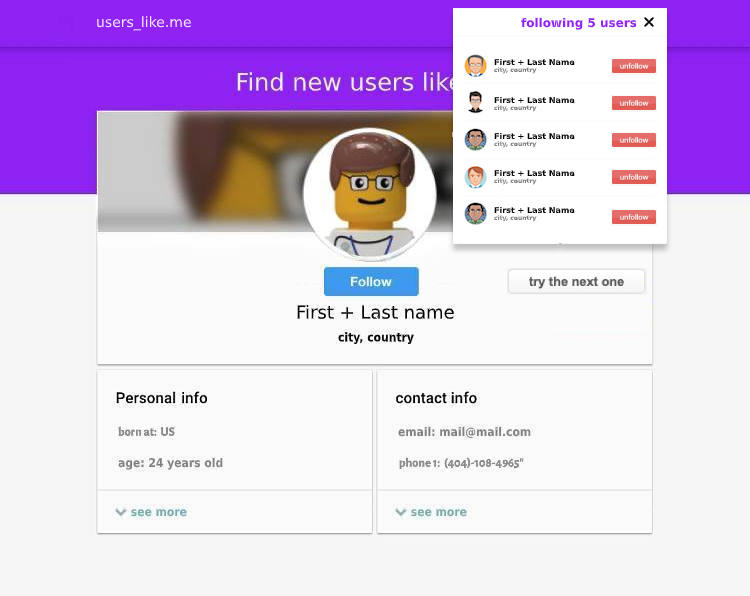 users_like.me
following 5 users
First + Last Name
city, country
unfollow
First + Last Name
city, country
unfollow
First + Last Name
city, country
unfollow
First + Last Name
city, country
unfollow
First + Last Name
city, country
unfollow
Find new users like
Follow
try the next one
First + Last name
city, country
Personal info
born at: US
age: 24 years old
see more
contact info
email: mail@mail.com
phone 1: (404)-108-4965"
see more